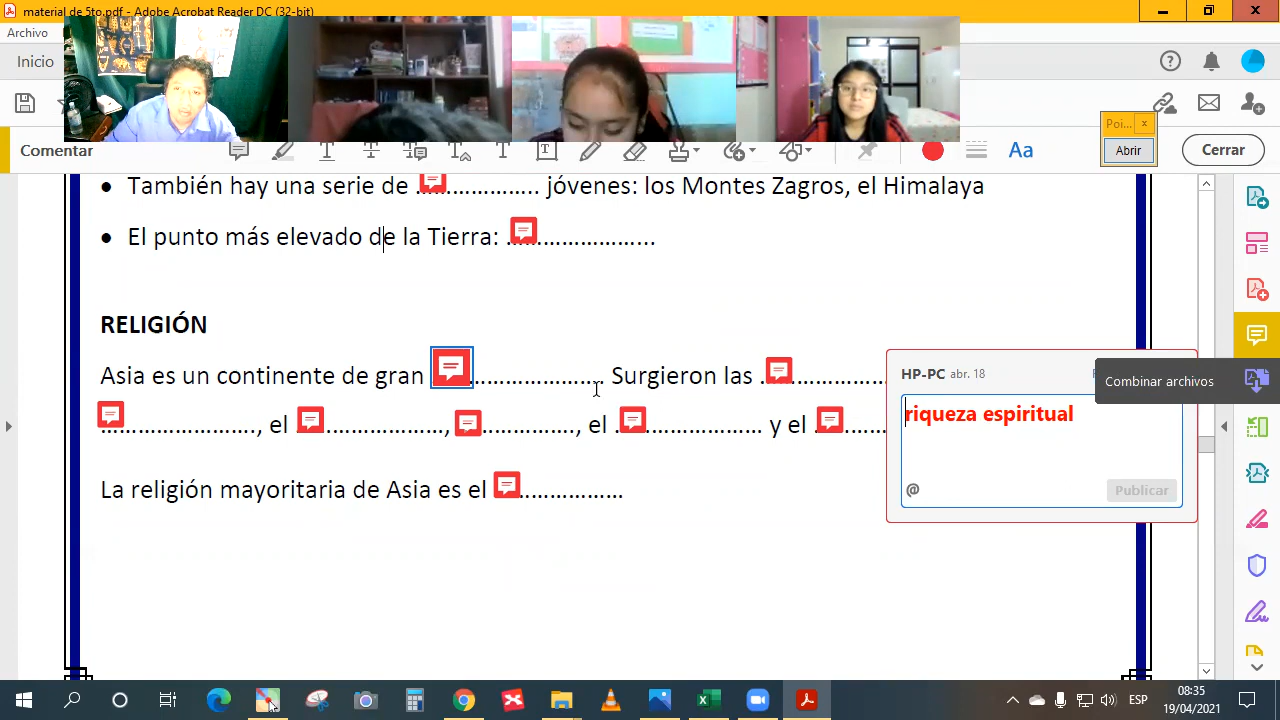 material de 5to.pdf - Adobe Acrobat Reader DC (32-bit)
Archivo
Inicio
Poi... x
Abrir
Comentar
Aa
Cerrar
• También hay una serie de ………………. jóvenes: los Montes Zagros, el Himalaya
• El punto más elevado de la Tierra: ……………………...
RELIGIÓN
Asia es un continente de gran ………………………. Surgieron las ……………………
HP-PC abr. 18
Combinar archivos
riqueza espiritual
@ Publicar
………………………., el ……………………, …………………, el …………………… y el …………
La religión mayoritaria de Asia es el …………………
ESP
08:35
19/04/2021